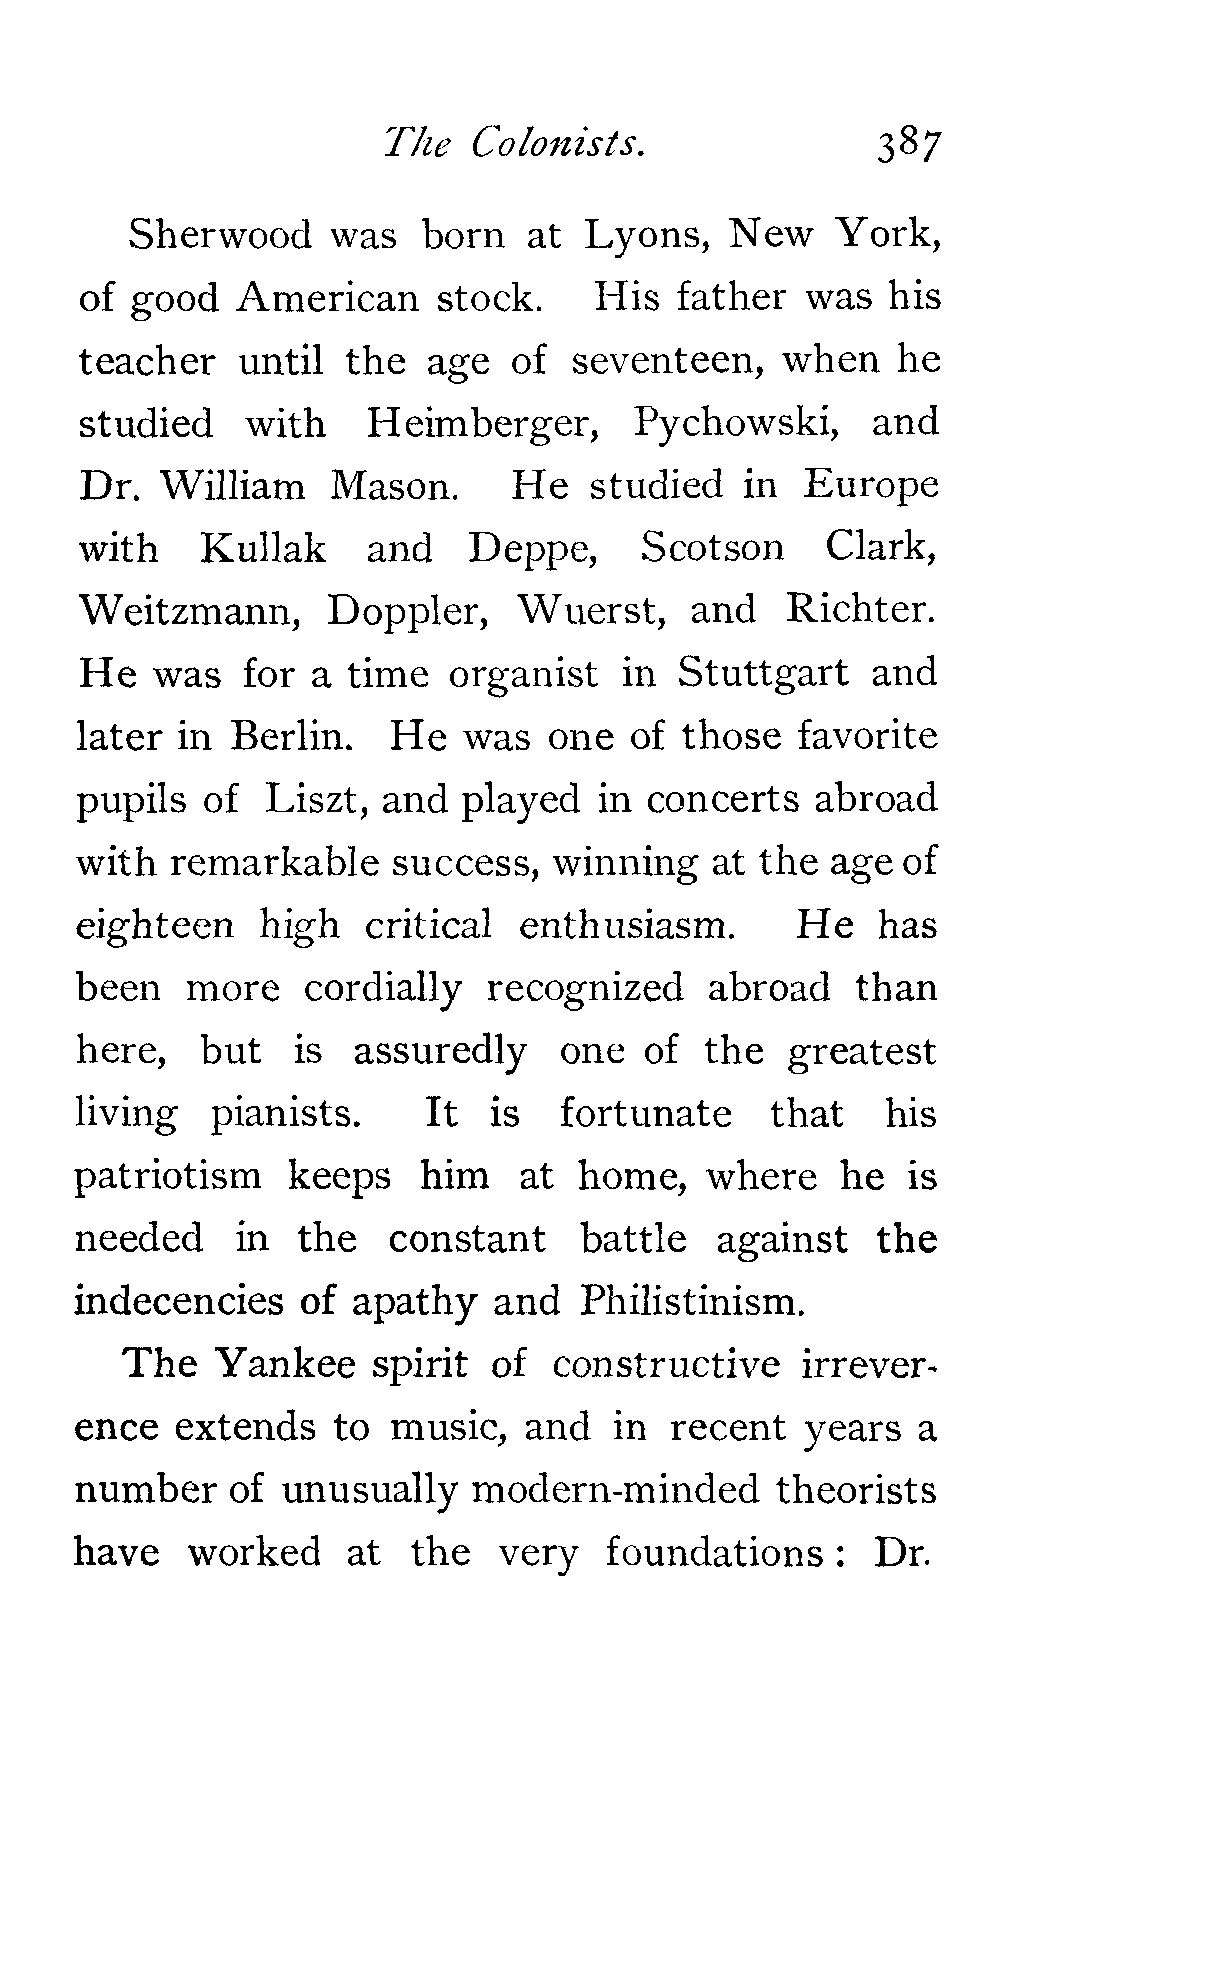 The Colonists. 387
Sherwood was born at Lyons, New York,
of good American stock. His father was his
teacher until the age of seventeen, when he
studied with Heimberger, Pychowski, and
Dr. William Mason. He studied in Europe
with Kullak and Deppe, Scotson Clark,
Weitzmann, Doppler, Wuerst, and Richter.
He was for a time organist in Stuttgart and
later in Berlin. He was one of those favorite
pupils of Liszt, and played in concerts abroad
with remarkable success, winning at the age of
eighteen high critical enthusiasm. He has
been more cordially recognized abroad than
here, but is assuredly one of the greatest
living pianists. It is fortunate that his
patriotism keeps him at home, where he is
needed in the constant battle against the
indecencies of apathy and Philistinism.
The Yankee spirit of constructive irrever-
ence extends to music, and in recent years a
number of unusually modern-minded theorists
have worked at the very foundations : Dr.